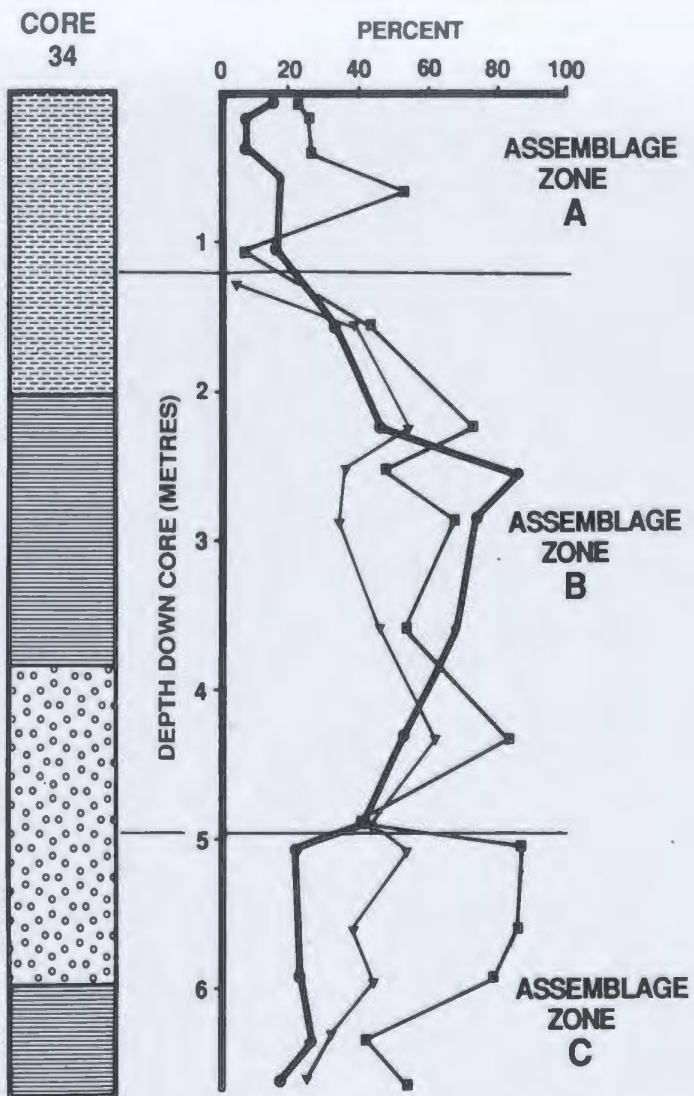 CORE
34
PERCENT
0 20 40 60 80 100
ASSEMBLAGE
ZONE
A
1
2
DEPTH DOWN CORE (METRES)
3
ASSEMBLAGE
ZONE
B
4
5
6
ASSEMBLAGE
ZONE
C